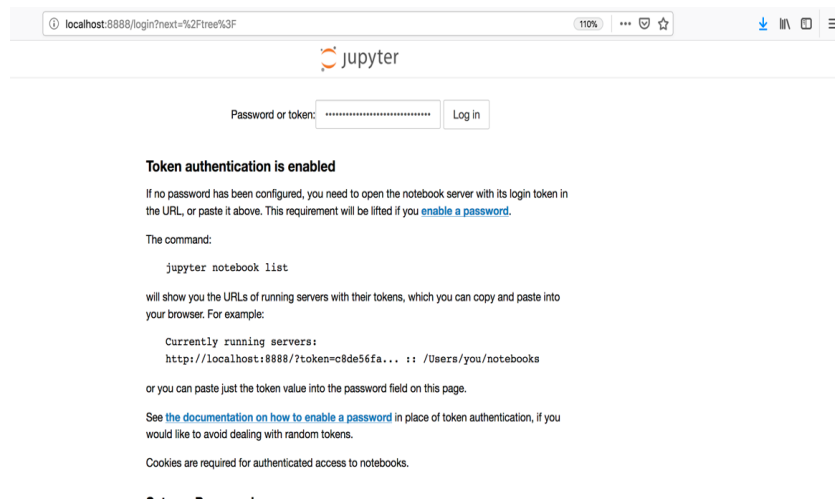 localhost:8888/login?next=%2Ftree%3F
110%
jupyter
Password or token:
Log in
Token authentication is enabled
If no password has been configured, you need to open the notebook server with its login token in
the URL, or paste it above. This requirement will be lifted if you enable a password.
The command:
jupyter notebook list
will show you the URLs of running servers with their tokens, which you can copy and paste into
your browser. For example:
Currently running servers:
http://localhost:8888/?token=c8de56fa... :: /Users/you/notebooks
or you can paste just the token value into the password field on this page.
See the documentation on how to enable a password in place of token authentication, if you
would like to avoid dealing with random tokens.
Cookies are required for authenticated access to notebooks.